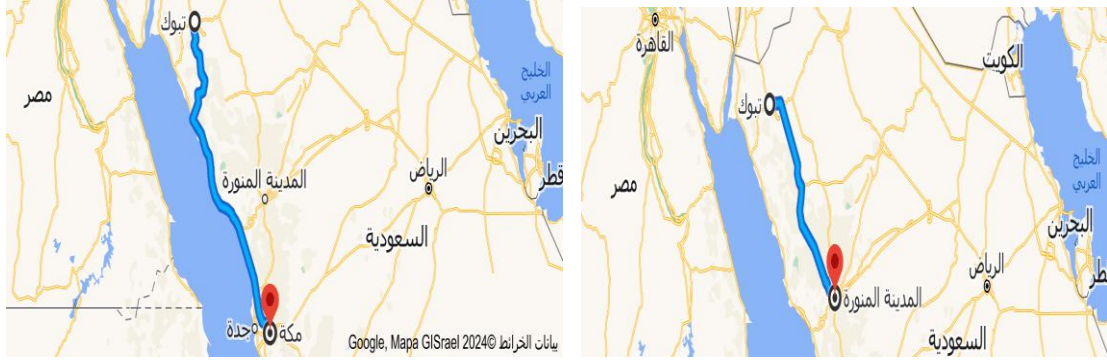 تبوك
مصر
الخليج
العربي
البحرين
قطر
المدينة المنورة
الرياض
السعودية
جدة
مكة
بيانات الخرائط ©2024 Google, Mapa GISrael
القاهرة
الكويت
تبوك
مصر
الخليج
العربي
البحرين
قطر
الرياض
المدينة المنورة
السعودية